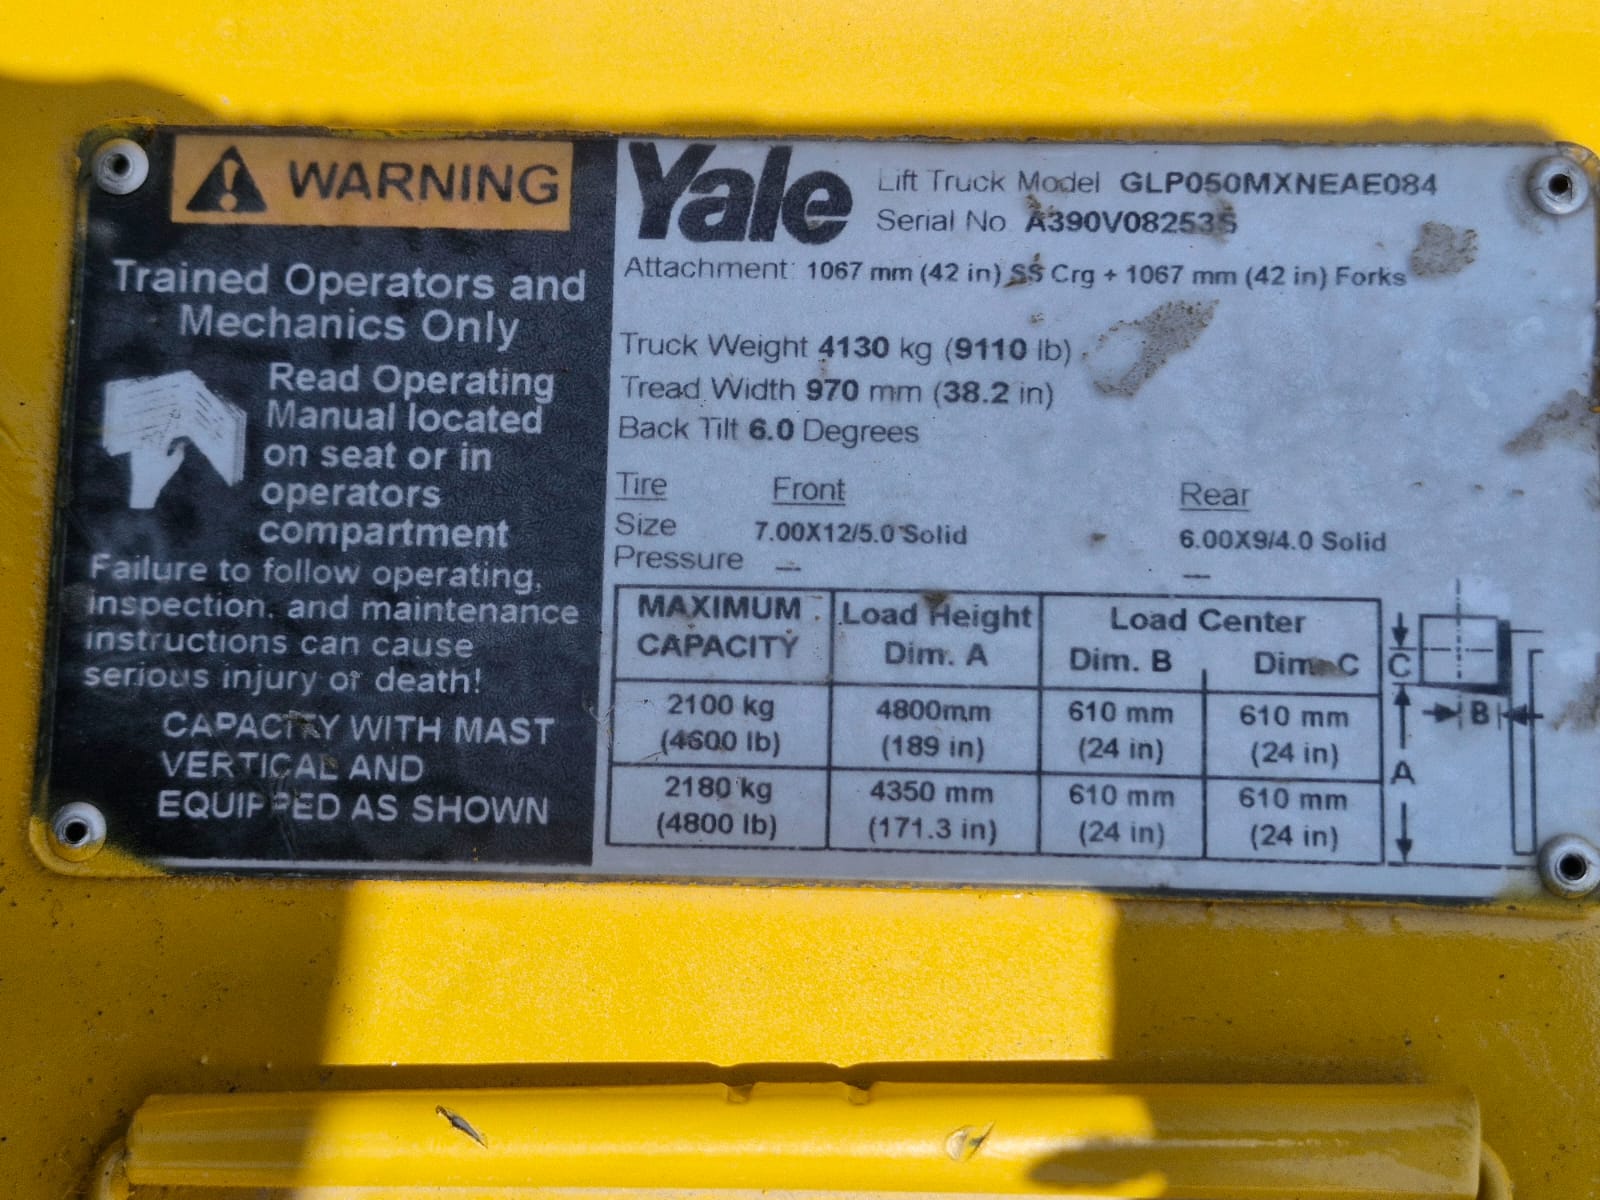 WARNING
Trained Operators and
Mechanics Only
Read Operating
Manual located
on seat or in
operators
compartment
Failure to follow operating,
inspection, and maintenance
instructions can cause
serious injury or death!
CAPACITY WITH MAST
VERTICAL AND
EQUIPPED AS SHOWN
Yale
Lift Truck Model GLP050MXNEAE084
Serial No A390V08253S
Attachment: 1067 mm (42 in) SS Crg + 1067 mm (42 in) Forks
Truck Weight 4130 kg (9110 lb)
Tread Width 970 mm (38.2 in)
Back Tilt 6.0 Degrees
Tire Front Rear
Size 7.00X12/5.0 Solid 6.00X9/4.0 Solid
Pressure — —
MAXIMUM CAPACITY Load Height Dim. A Load Center Dim. B Dim. C
2100 kg 4800mm 610 mm 610 mm
(4600 lb) (189 in) (24 in) (24 in)
2180 kg 4350 mm 610 mm 610 mm
(4800 lb) (171.3 in) (24 in) (24 in)
C
B
A